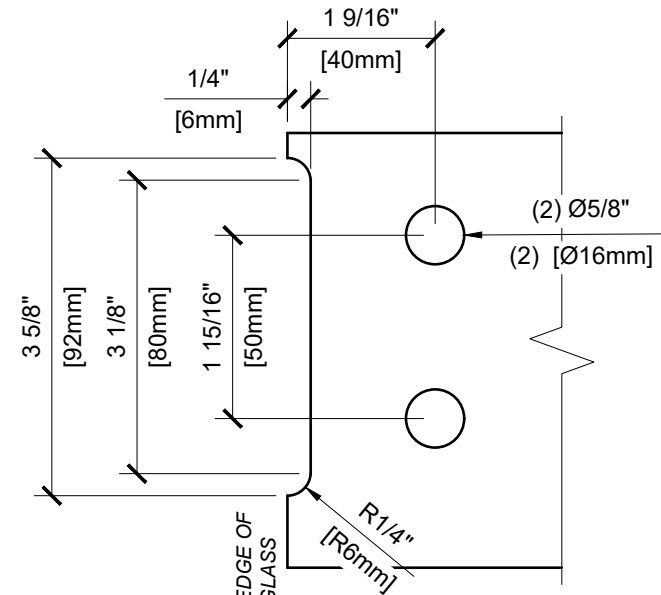 1 9/16"
[40mm]
1/4"
[6mm]
(2) Ø5/8"
(2) [Ø16mm]
3 5/8"
[92mm]
3 1/8"
[80mm]
1 15/16"
[50mm]
R1/4"
[R6mm]
EDGE OF
GLASS